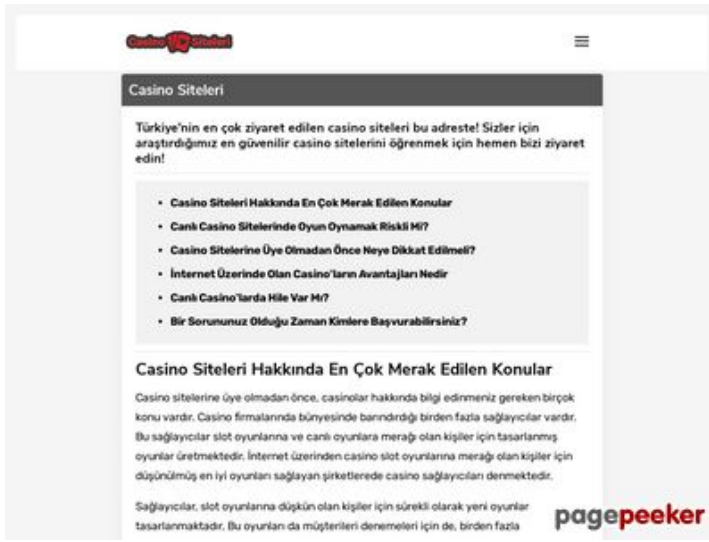 Casino Siteleri
Casino Siteleri
Türkiye'nin en çok ziyaret edilen casino siteleri bu adreste! Sizler için
araştırdığımız en güvenilir casino sitelerini öğrenmek için hemen bizi ziyaret
edin!
• Casino Siteleri Hakkında En Çok Merak Edilen Konular
• Canlı Casino Sitelerinde Oyun Oynamak Riskli Mi?
• Casino Sitelerine Üye Olmadan Önce Neye Dikkat Edilmeli?
• İnternet Üzerinde Olan Casino'ların Avantajları Nedir
• Canlı Casino'larda Hile Var Mı?
• Bir Sorununuz Olduğu Zaman Kimlere Başvurabilirsiniz?
Casino Siteleri Hakkında En Çok Merak Edilen Konular
Casino sitelerine üye olmadan önce, casinolar hakkında bilgi edinmeniz gereken birçok
konu vardır. Casino firmalarında bünyesinde barındırdığı birden fazla sağlayıcılar vardır.
Bu sağlayıcılar slot oyunlarına ve canlı oyunlara merağı olan kişiler için tasarlanmış
oyunlar üretmektedir. İnternet üzerinden casino slot oyunlarına merağı olan kişiler için
düşünülmüş en iyi oyunları sağlayan şirketlerede casino sağlayıcıları denmektedir.
Sağlayıcılar, slot oyunlarına düşkün olan kişiler için sürekli olarak yeni oyunlar
tasarlanmaktadır. Bu oyunları da müşterileri denemeleri için de, birden fazla
pagepeeker